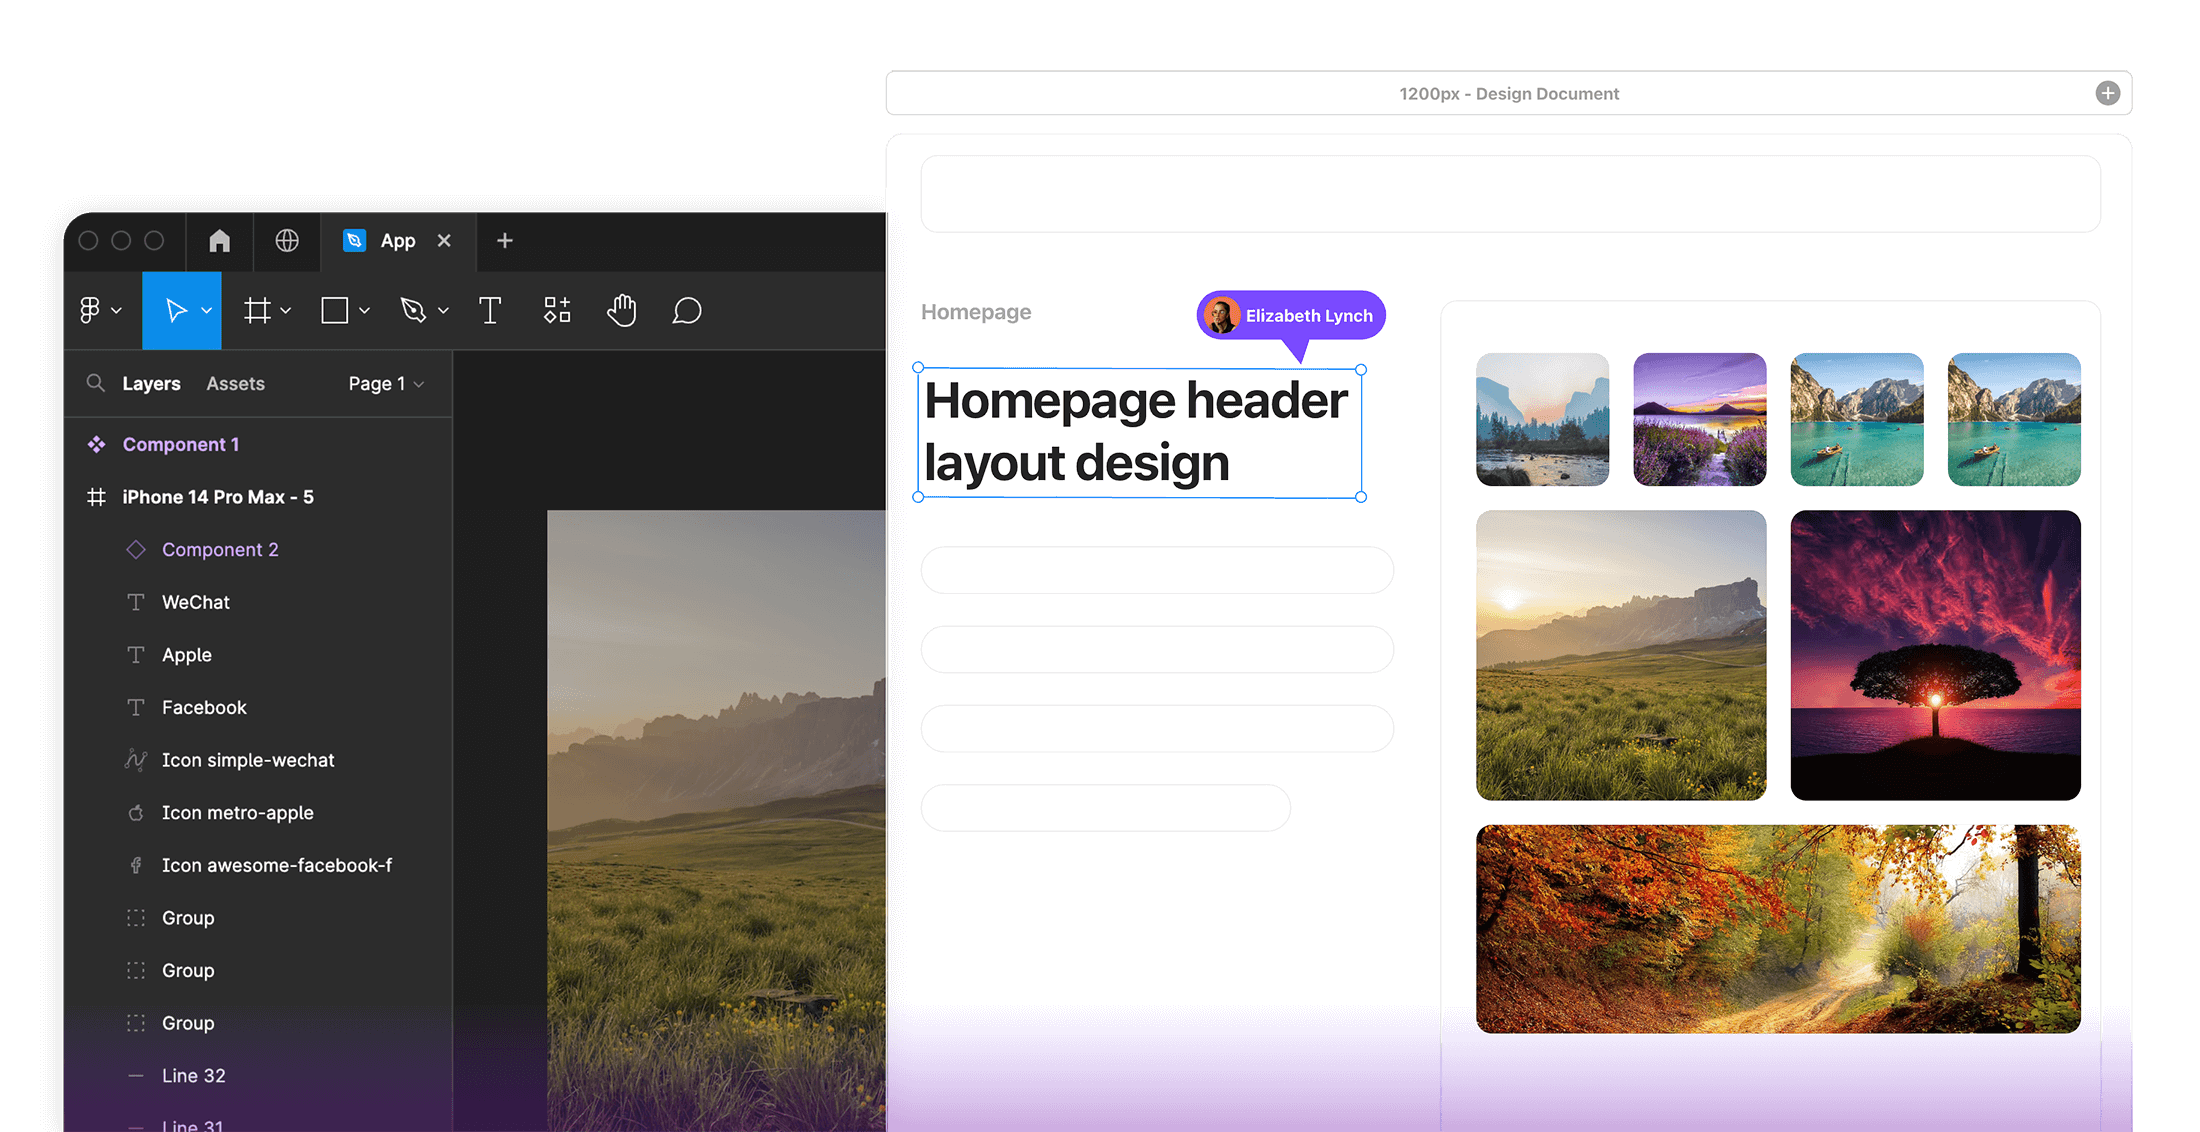 1200px - Design Document
App
Layers Assets Page 1
Component 1
iPhone 14 Pro Max - 5
Component 2
WeChat
Apple
Facebook
Icon simple-wechat
Icon metro-apple
Icon awesome-facebook-f
Group
Group
Group
Line 32
Line 31
Homepage
Elizabeth Lynch
Homepage header
layout design